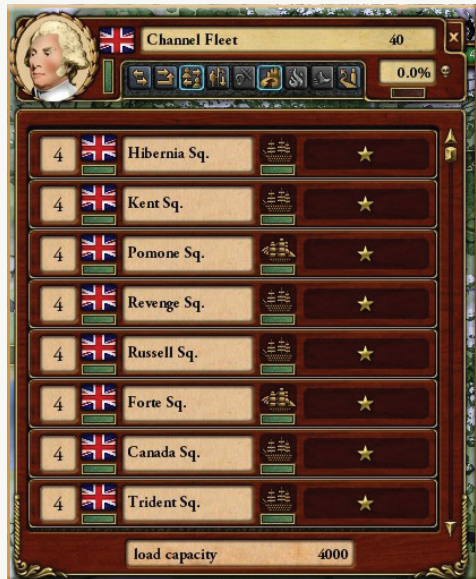 Channel Fleet 40
0.0%
4 Hibernia Sq.
4 Kent Sq.
4 Pomone Sq.
4 Revenge Sq.
4 Russell Sq.
4 Forte Sq.
4 Canada Sq.
4 Trident Sq.
load capacity 4000